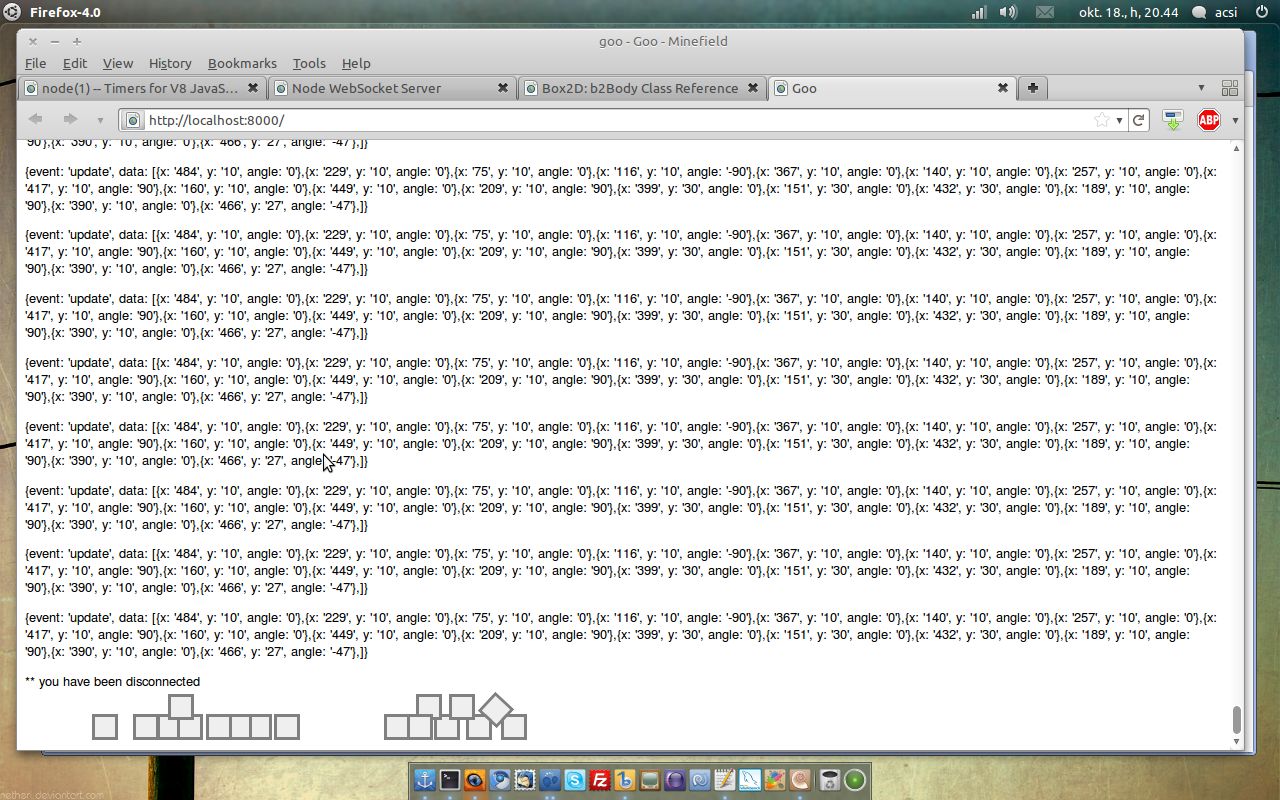 Firefox-4.0
okt. 18., h, 20.44
acsi
goo - Goo - Minefield
File Edit View History Bookmarks Tools Help
node(1) -- Timers for V8 JavaS...
Node WebSocket Server
Box2D: b2Body Class Reference
Goo
http://localhost:8000/
ABP
90'},{x: '390', y: '10', angle: '0'},{x: '466', y: '27', angle: '-47'},]}
{event: 'update', data: [{x: '484', y: '10', angle: '0'},{x: '229', y: '10', angle: '0'},{x: '75', y: '10', angle: '0'},{x: '116', y: '10', angle: '-90'},{x: '367', y: '10', angle: '0'},{x: '140', y: '10', angle: '0'},{x: '257', y: '10', angle: '0'},{x:
'417', y: '10', angle: '90'},{x: '160', y: '10', angle: '0'},{x: '449', y: '10', angle: '0'},{x: '209', y: '10', angle: '90'},{x: '399', y: '30', angle: '0'},{x: '151', y: '30', angle: '0'},{x: '432', y: '30', angle: '0'},{x: '189', y: '10', angle:
'90'},{x: '390', y: '10', angle: '0'},{x: '466', y: '27', angle: '-47'},]}
{event: 'update', data: [{x: '484', y: '10', angle: '0'},{x: '229', y: '10', angle: '0'},{x: '75', y: '10', angle: '0'},{x: '116', y: '10', angle: '-90'},{x: '367', y: '10', angle: '0'},{x: '140', y: '10', angle: '0'},{x: '257', y: '10', angle: '0'},{x:
'417', y: '10', angle: '90'},{x: '160', y: '10', angle: '0'},{x: '449', y: '10', angle: '0'},{x: '209', y: '10', angle: '90'},{x: '399', y: '30', angle: '0'},{x: '151', y: '30', angle: '0'},{x: '432', y: '30', angle: '0'},{x: '189', y: '10', angle:
'90'},{x: '390', y: '10', angle: '0'},{x: '466', y: '27', angle: '-47'},]}
{event: 'update', data: [{x: '484', y: '10', angle: '0'},{x: '229', y: '10', angle: '0'},{x: '75', y: '10', angle: '0'},{x: '116', y: '10', angle: '-90'},{x: '367', y: '10', angle: '0'},{x: '140', y: '10', angle: '0'},{x: '257', y: '10', angle: '0'},{x:
'417', y: '10', angle: '90'},{x: '160', y: '10', angle: '0'},{x: '449', y: '10', angle: '0'},{x: '209', y: '10', angle: '90'},{x: '399', y: '30', angle: '0'},{x: '151', y: '30', angle: '0'},{x: '432', y: '30', angle: '0'},{x: '189', y: '10', angle:
'90'},{x: '390', y: '10', angle: '0'},{x: '466', y: '27', angle: '-47'},]}
{event: 'update', data: [{x: '484', y: '10', angle: '0'},{x: '229', y: '10', angle: '0'},{x: '75', y: '10', angle: '0'},{x: '116', y: '10', angle: '-90'},{x: '367', y: '10', angle: '0'},{x: '140', y: '10', angle: '0'},{x: '257', y: '10', angle: '0'},{x:
'417', y: '10', angle: '90'},{x: '160', y: '10', angle: '0'},{x: '449', y: '10', angle: '0'},{x: '209', y: '10', angle: '90'},{x: '399', y: '30', angle: '0'},{x: '151', y: '30', angle: '0'},{x: '432', y: '30', angle: '0'},{x: '189', y: '10', angle:
'90'},{x: '390', y: '10', angle: '0'},{x: '466', y: '27', angle: '-47'},]}
{event: 'update', data: [{x: '484', y: '10', angle: '0'},{x: '229', y: '10', angle: '0'},{x: '75', y: '10', angle: '0'},{x: '116', y: '10', angle: '-90'},{x: '367', y: '10', angle: '0'},{x: '140', y: '10', angle: '0'},{x: '257', y: '10', angle: '0'},{x:
'417', y: '10', angle: '90'},{x: '160', y: '10', angle: '0'},{x: '449', y: '10', angle: '0'},{x: '209', y: '10', angle: '90'},{x: '399', y: '30', angle: '0'},{x: '151', y: '30', angle: '0'},{x: '432', y: '30', angle: '0'},{x: '189', y: '10', angle:
'90'},{x: '390', y: '10', angle: '0'},{x: '466', y: '27', angle: '-47'},]}
{event: 'update', data: [{x: '484', y: '10', angle: '0'},{x: '229', y: '10', angle: '0'},{x: '75', y: '10', angle: '0'},{x: '116', y: '10', angle: '-90'},{x: '367', y: '10', angle: '0'},{x: '140', y: '10', angle: '0'},{x: '257', y: '10', angle: '0'},{x:
'417', y: '10', angle: '90'},{x: '160', y: '10', angle: '0'},{x: '449', y: '10', angle: '0'},{x: '209', y: '10', angle: '90'},{x: '399', y: '30', angle: '0'},{x: '151', y: '30', angle: '0'},{x: '432', y: '30', angle: '0'},{x: '189', y: '10', angle:
'90'},{x: '390', y: '10', angle: '0'},{x: '466', y: '27', angle: '-47'},]}
{event: 'update', data: [{x: '484', y: '10', angle: '0'},{x: '229', y: '10', angle: '0'},{x: '75', y: '10', angle: '0'},{x: '116', y: '10', angle: '-90'},{x: '367', y: '10', angle: '0'},{x: '140', y: '10', angle: '0'},{x: '257', y: '10', angle: '0'},{x:
'417', y: '10', angle: '90'},{x: '160', y: '10', angle: '0'},{x: '449', y: '10', angle: '0'},{x: '209', y: '10', angle: '90'},{x: '399', y: '30', angle: '0'},{x: '151', y: '30', angle: '0'},{x: '432', y: '30', angle: '0'},{x: '189', y: '10', angle:
'90'},{x: '390', y: '10', angle: '0'},{x: '466', y: '27', angle: '-47'},]}
{event: 'update', data: [{x: '484', y: '10', angle: '0'},{x: '229', y: '10', angle: '0'},{x: '75', y: '10', angle: '0'},{x: '116', y: '10', angle: '-90'},{x: '367', y: '10', angle: '0'},{x: '140', y: '10', angle: '0'},{x: '257', y: '10', angle: '0'},{x:
'417', y: '10', angle: '90'},{x: '160', y: '10', angle: '0'},{x: '449', y: '10', angle: '0'},{x: '209', y: '10', angle: '90'},{x: '399', y: '30', angle: '0'},{x: '151', y: '30', angle: '0'},{x: '432', y: '30', angle: '0'},{x: '189', y: '10', angle:
'90'},{x: '390', y: '10', angle: '0'},{x: '466', y: '27', angle: '-47'},]}
** you have been disconnected
nether.deviantart.com